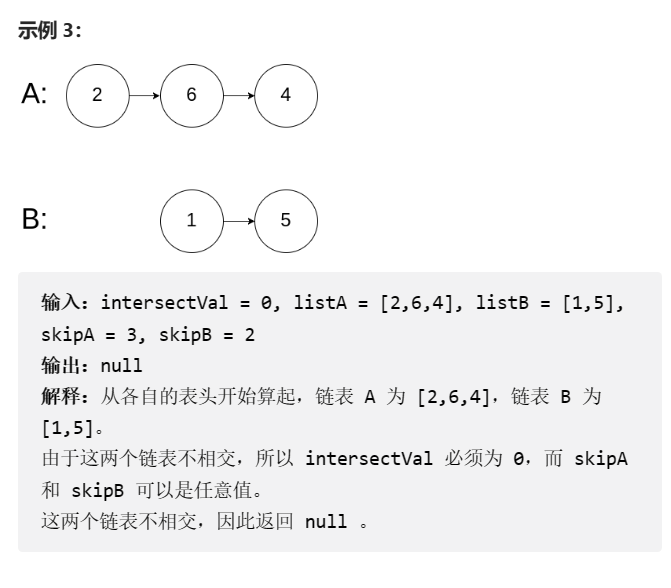 示例 3：
A: 2 6 4
B: 1 5
输入：intersectVal = 0, listA = [2,6,4], listB = [1,5],
skipA = 3, skipB = 2
输出：null
解释：从各自的表头开始算起，链表 A 为 [2,6,4]，链表 B 为
[1,5]。
由于这两个链表不相交，所以 intersectVal 必须为 0，而 skipA
和 skipB 可以是任意值。
这两个链表不相交，因此返回 null 。